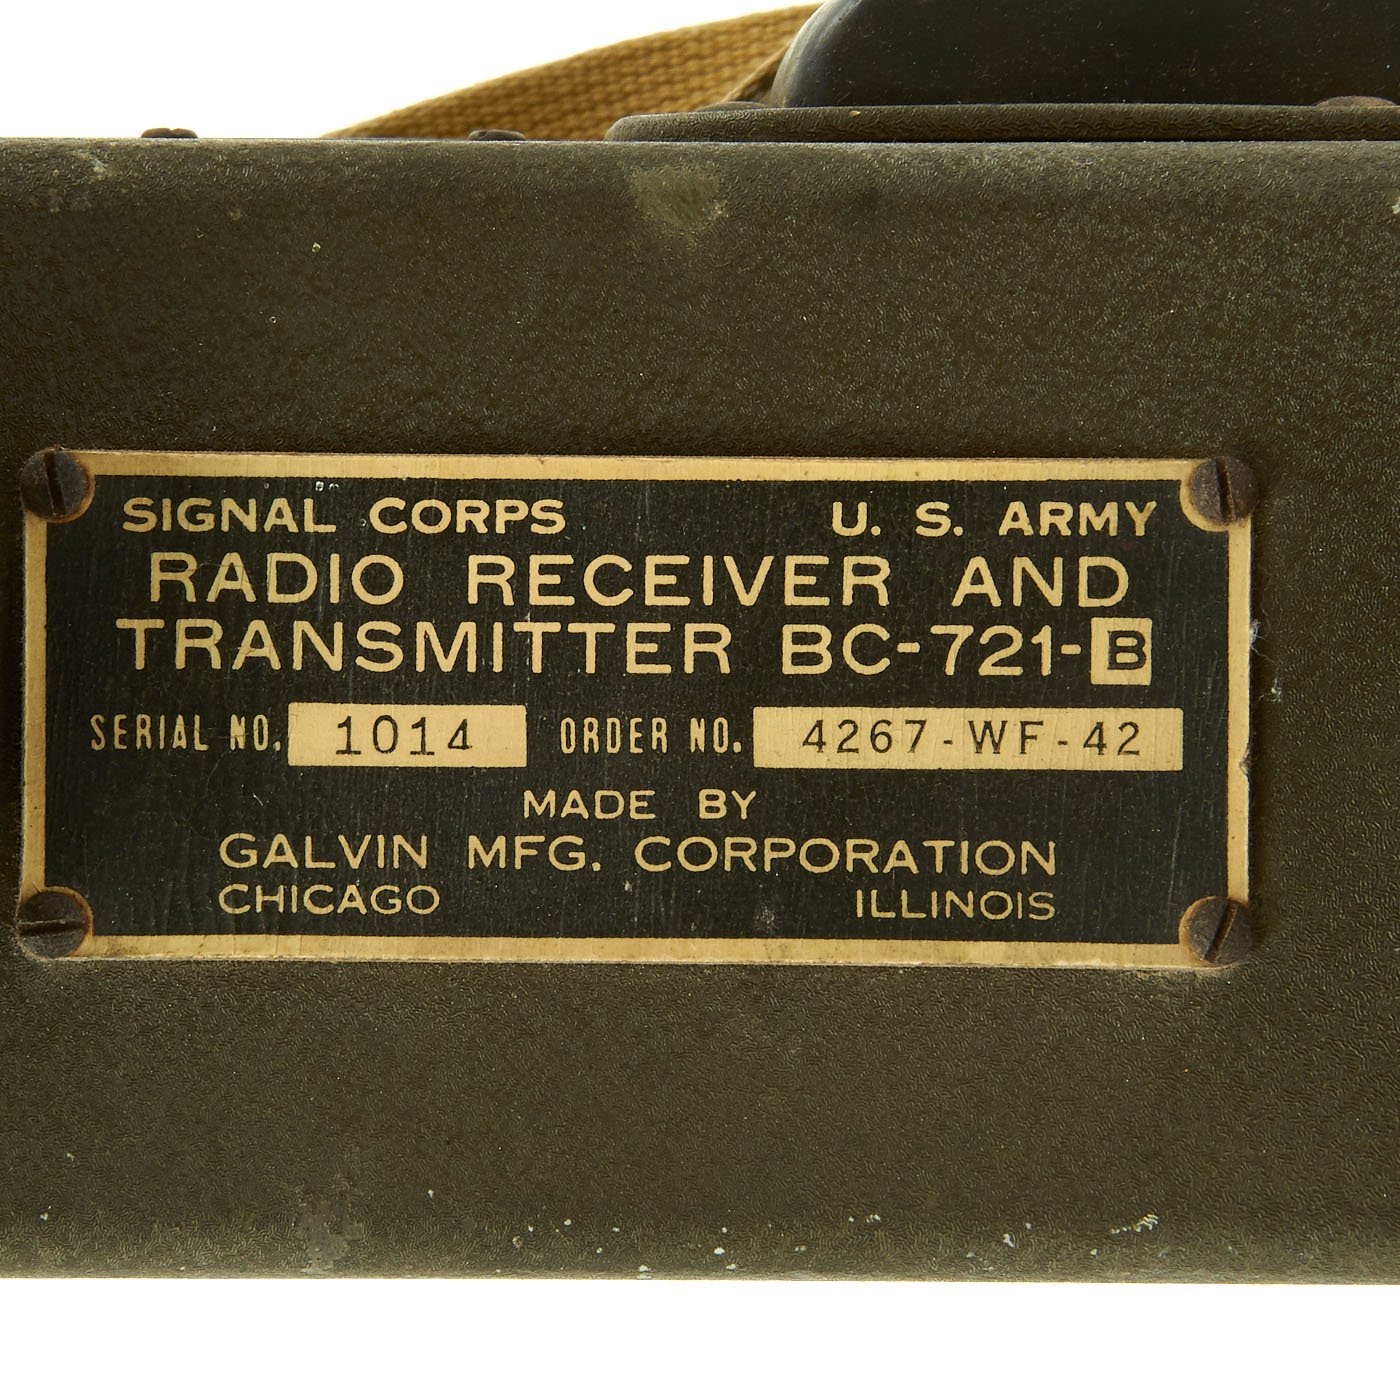 SIGNAL CORPS U. S. ARMY
RADIO RECEIVER AND
TRANSMITTER BC-721-B
SERIAL NO. 1014 ORDER NO. 4267-WF-42
MADE BY
GALVIN MFG. CORPORATION
CHICAGO ILLINOIS